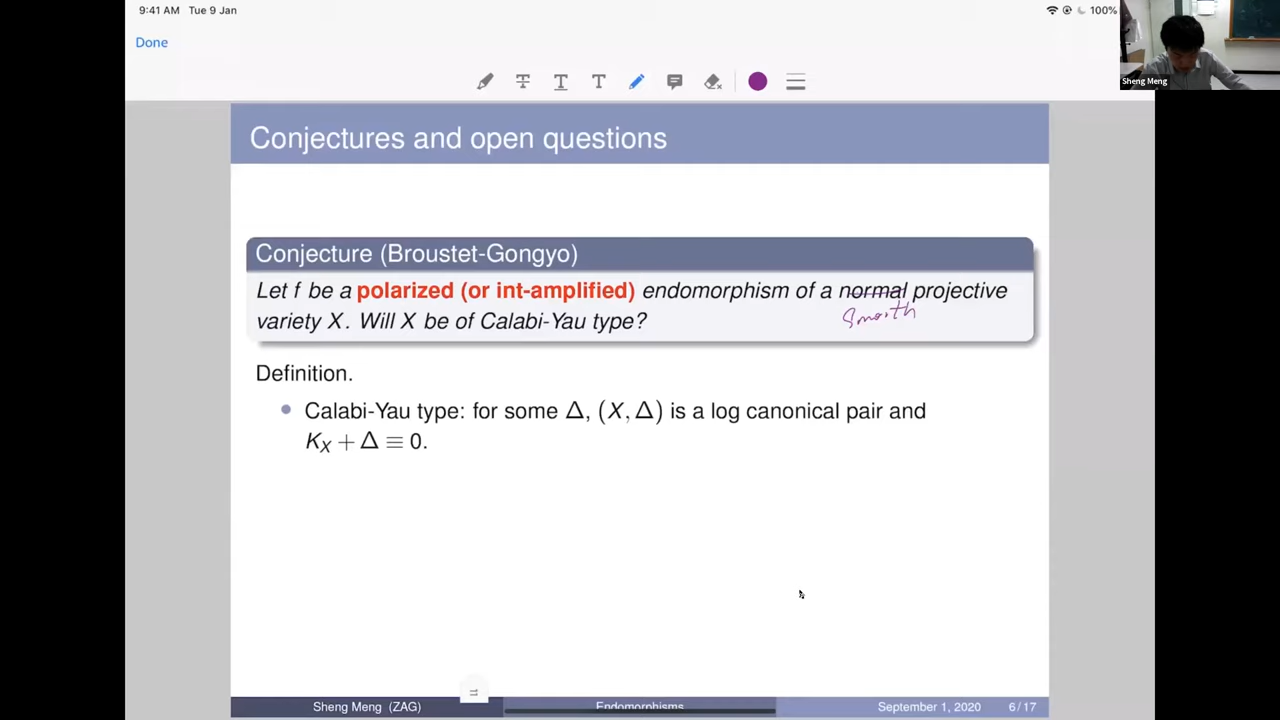 9:41 AM Tue 9 Jan
100%
Done
Sheng Meng
Conjectures and open questions
Conjecture (Broustet-Gongyo)
Let f be a polarized (or int-amplified) endomorphism of a normal projective
smooth
variety X. Will X be of Calabi-Yau type?
Definition.
Calabi-Yau type: for some Δ, (X, Δ) is a log canonical pair and
K_X + Δ ≡ 0.
Sheng Meng (ZAG) Endomorphisms September 1, 2020 6/17